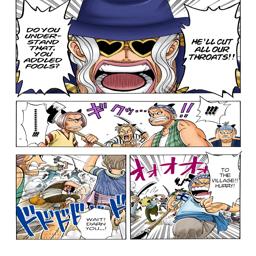 DO YOU
UNDER-
STAND
THAT,
YOU
ADDLED
FOOLS?
HE'LL CUT
ALL OUR
THROATS!!
!!!
ギクッ…
!!!
オオオオ
TO
THE
VILLAGE!!
HURRY!
WAIT!
DARN
YOU...!
ドドドドド